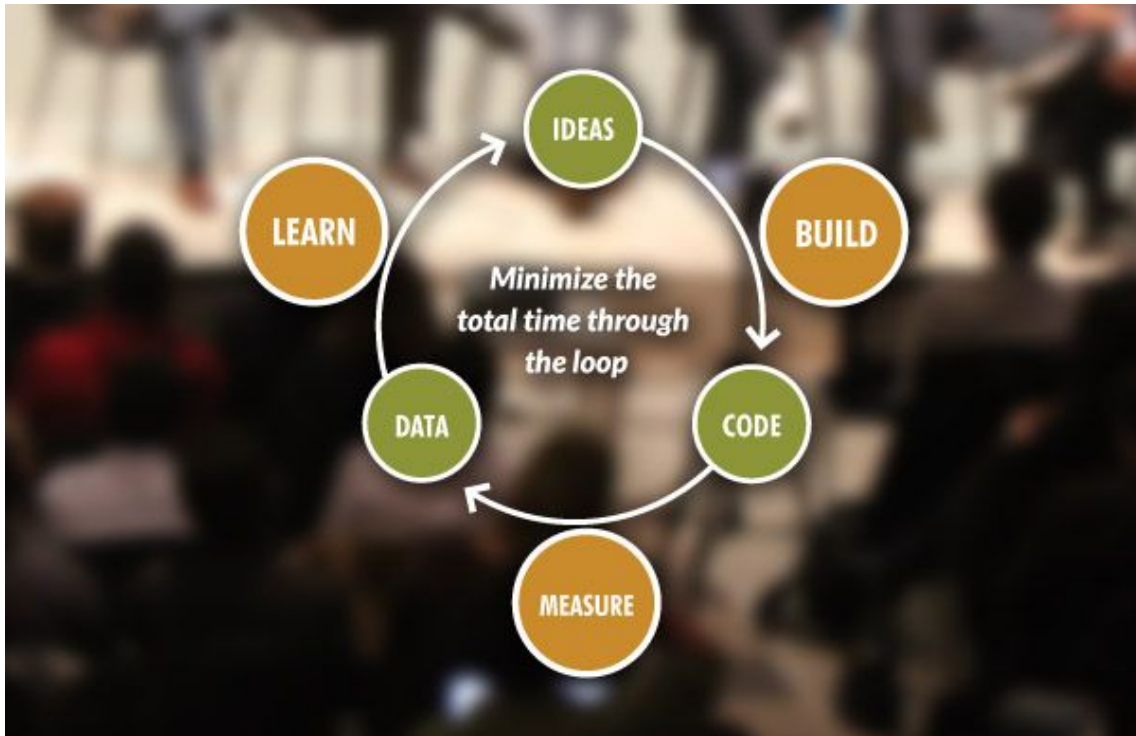 IDEAS
LEARN
BUILD
Minimize the
total time through
the loop
DATA
CODE
MEASURE